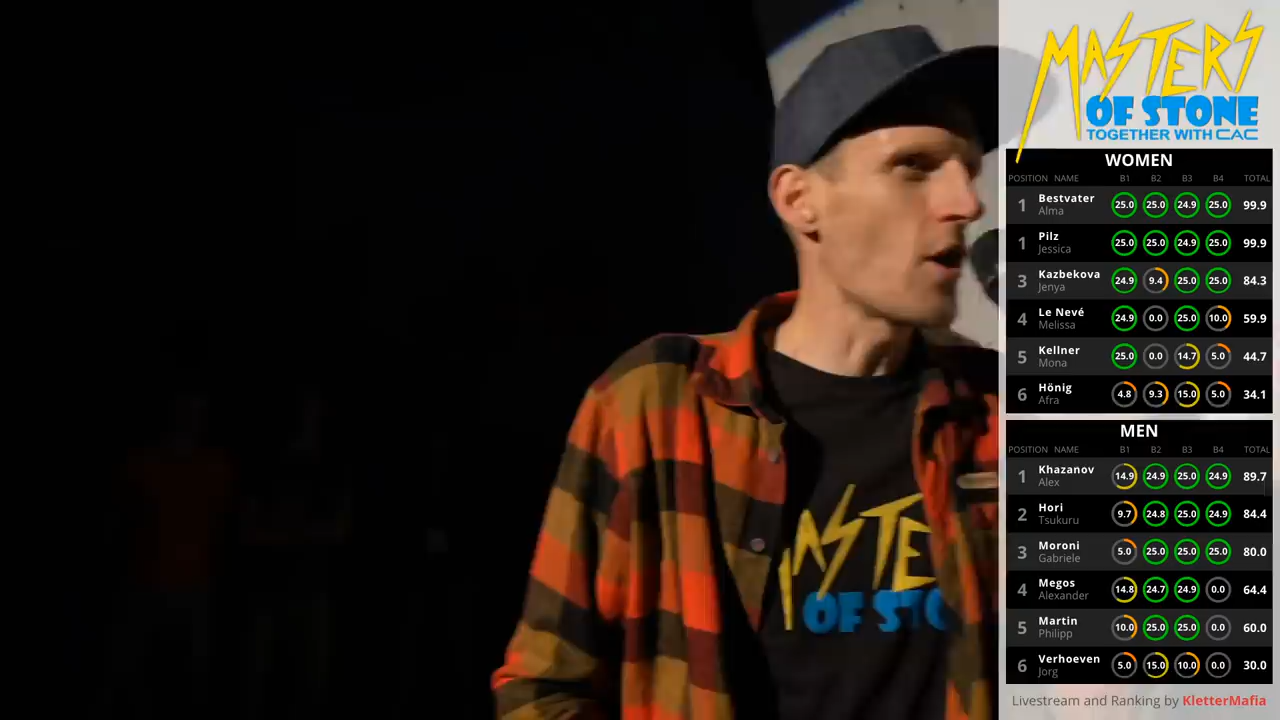 MASTERS
OF STONE
TOGETHER WITH CAC
WOMEN
POSITION NAME B1 B2 B3 B4 TOTAL
1 Bestvater Alma 25.0 25.0 24.9 25.0 99.9
1 Pilz Jessica 25.0 25.0 24.9 25.0 99.9
3 Kazbekova Jenya 24.9 9.4 25.0 25.0 84.3
4 Le Nevé Melissa 24.9 0.0 25.0 10.0 59.9
5 Kellner Mona 25.0 0.0 14.7 5.0 44.7
6 Hönig Afra 4.8 9.3 15.0 5.0 34.1
MEN
POSITION NAME B1 B2 B3 B4 TOTAL
1 Khazanov Alex 14.9 24.9 25.0 24.9 89.7
2 Hori Tsukuru 9.7 24.8 25.0 24.9 84.4
3 Moroni Gabriele 5.0 25.0 25.0 25.0 80.0
4 Megos Alexander 14.8 24.7 24.9 0.0 64.4
5 Martin Philipp 10.0 25.0 25.0 0.0 60.0
6 Verhoeven Jorg 5.0 15.0 10.0 0.0 30.0
Livestream and Ranking by KletterMafia
MASTE
OF STO